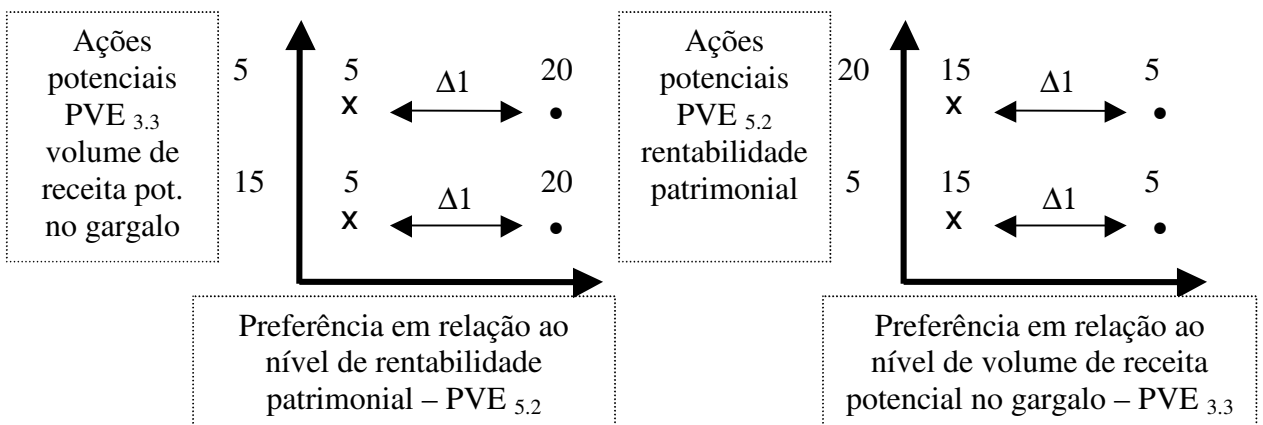 Ações
potenciais
PVE 3.3
volume de
receita pot.
no gargalo
5
5
Δ1
20
x
•
15
5
Δ1
20
x
•
Preferência em relação ao
nível de rentabilidade
patrimonial – PVE 5.2
Ações
potenciais
PVE 5.2
rentabilidade
patrimonial
20
15
Δ1
5
x
•
5
15
Δ1
5
x
•
Preferência em relação ao
nível de volume de receita
potencial no gargalo – PVE 3.3